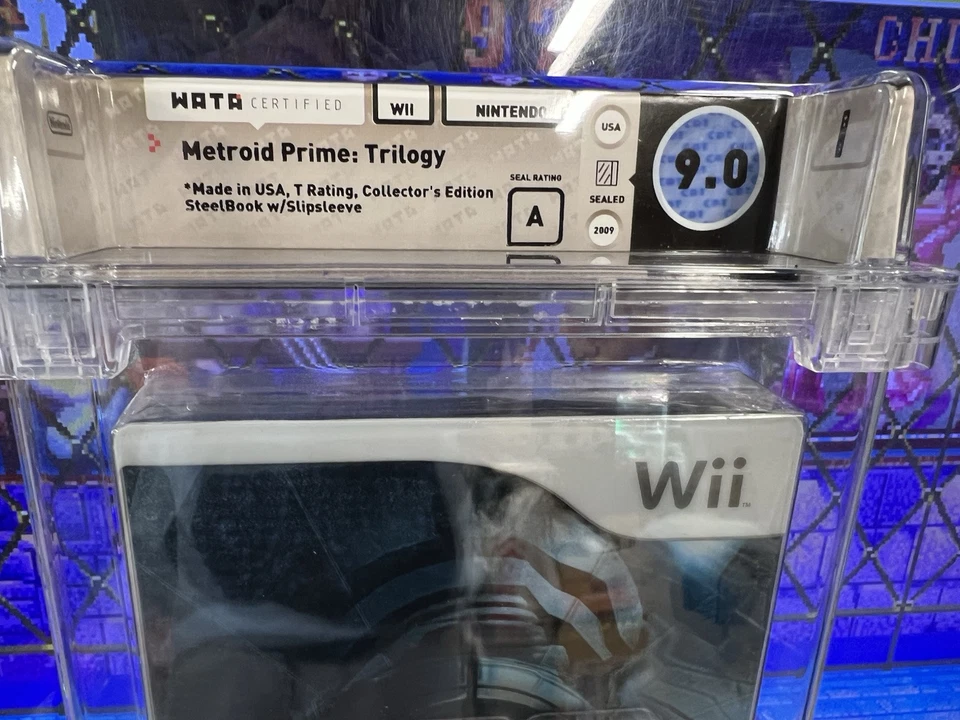 WATA CERTIFIED
WII
NINTENDO
USA
Metroid Prime: Trilogy
9.0
SEAL RATING
*Made in USA, T Rating, Collector's Edition
SteelBook w/Slipsleeve
A
SEALED
2009
Wii